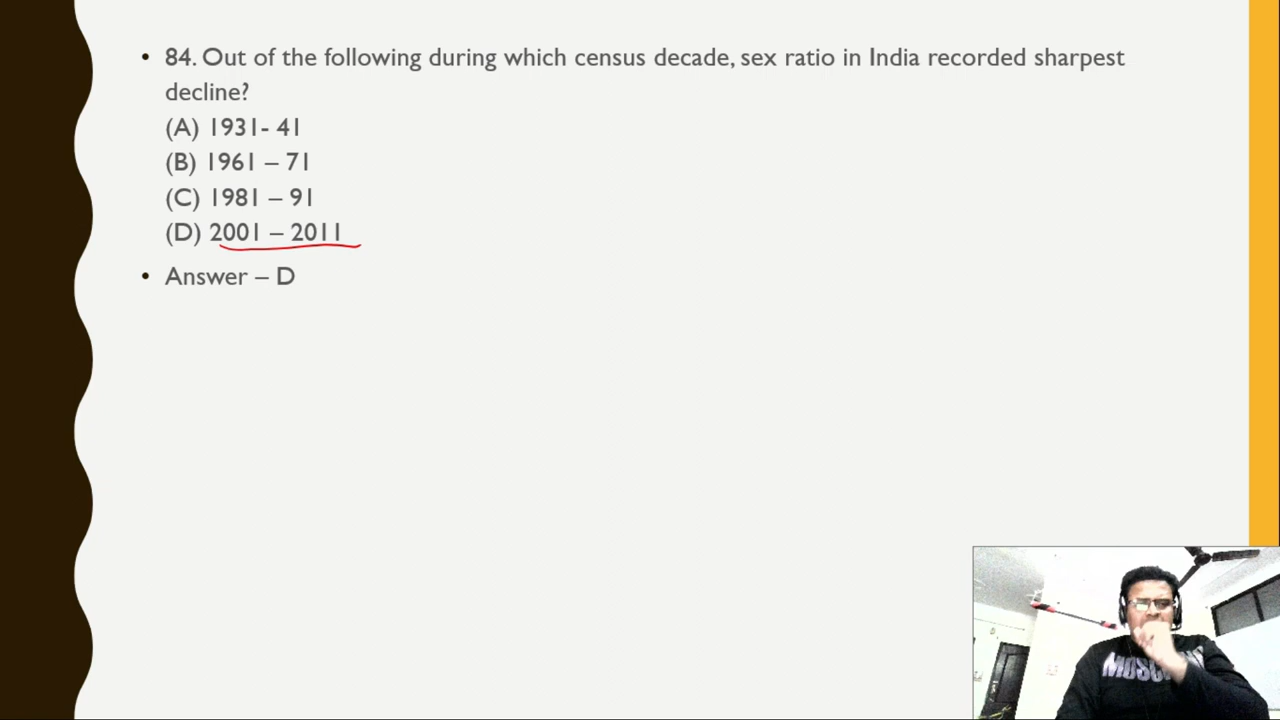 • 84. Out of the following during which census decade, sex ratio in India recorded sharpest
decline?
(A) 1931- 41
(B) 1961 – 71
(C) 1981 – 91
(D) 2001 – 2011
• Answer – D